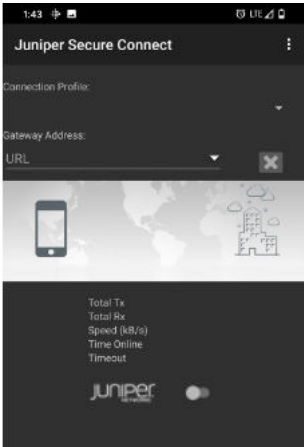 1:43 LTE
Juniper Secure Connect
Connection Profile:
Gateway Address:
URL
Total Tx
Total Rx
Speed (kB/s)
Time Online
Timeout
JUNIPER
NETWORKS